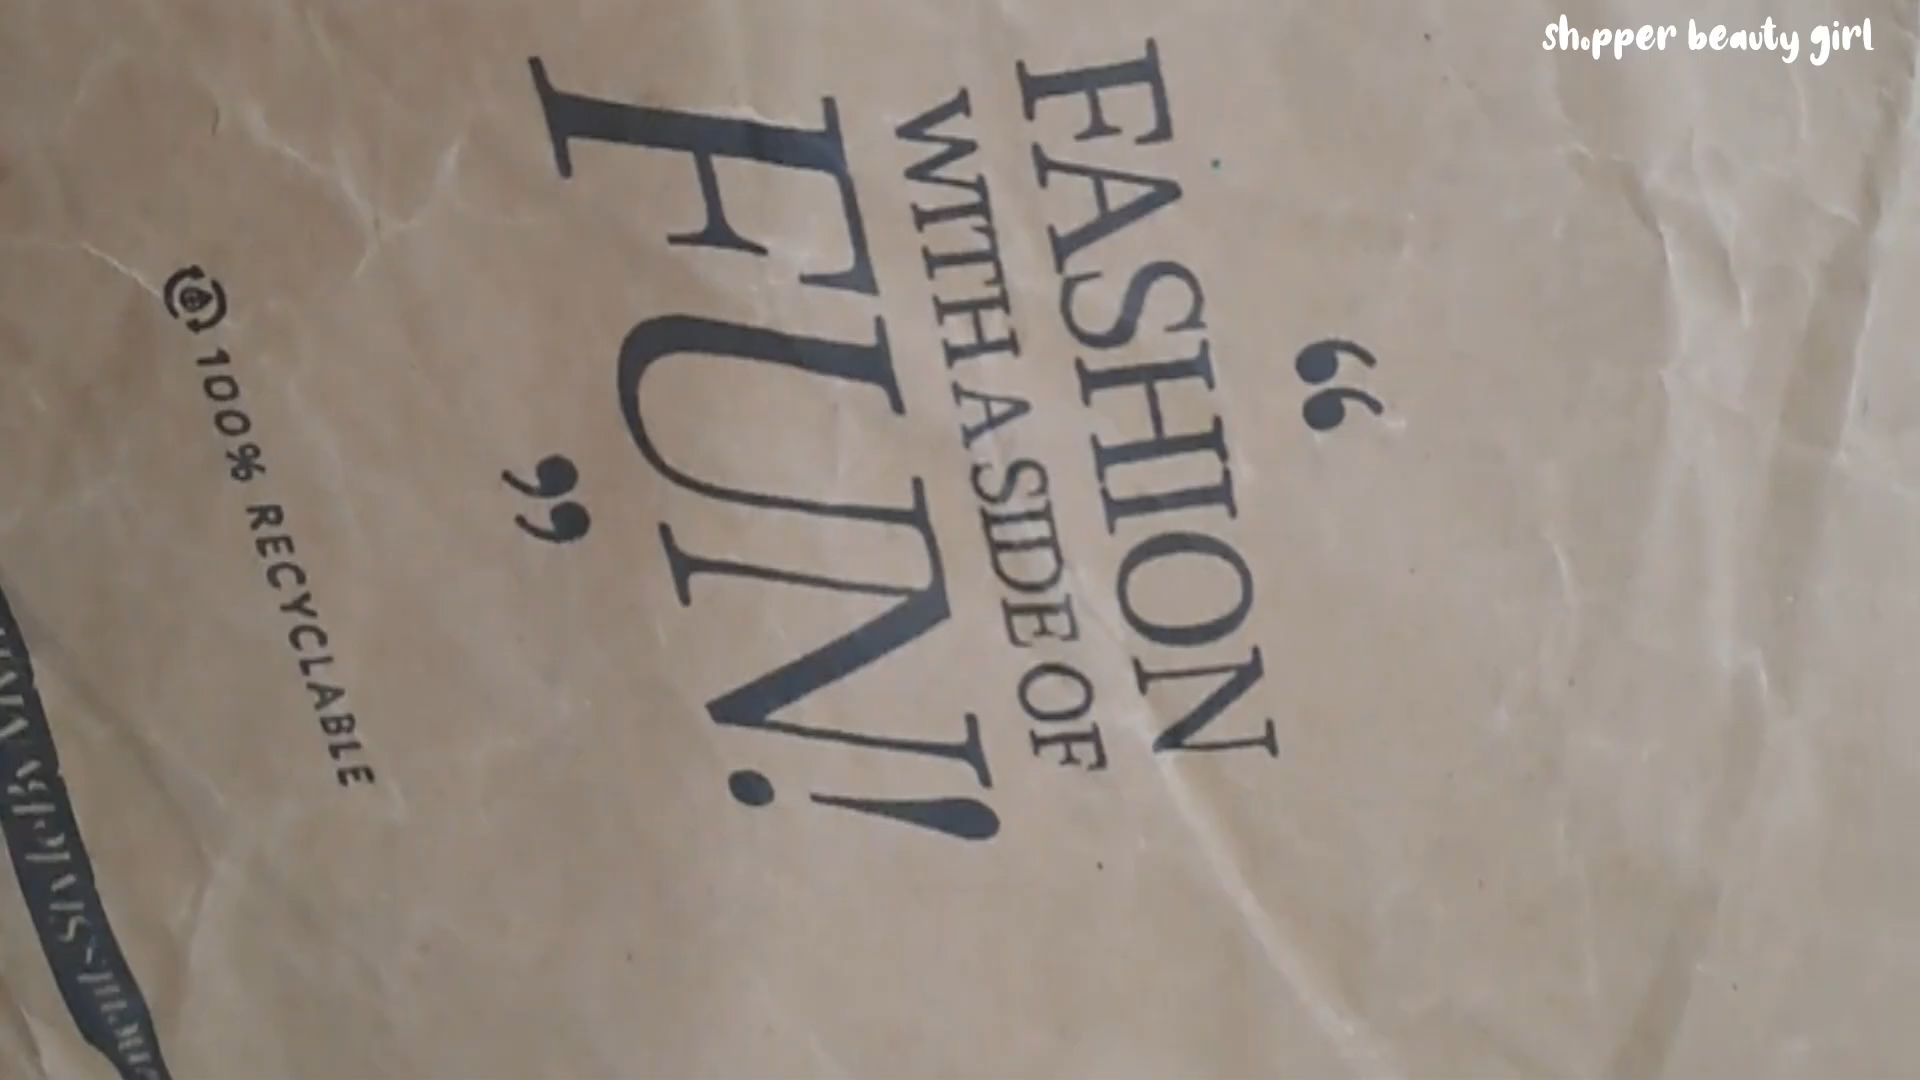 shopper beauty girl
“
FASHION
WITH A SIDE OF
FUN!
”
100% RECYCLABLE